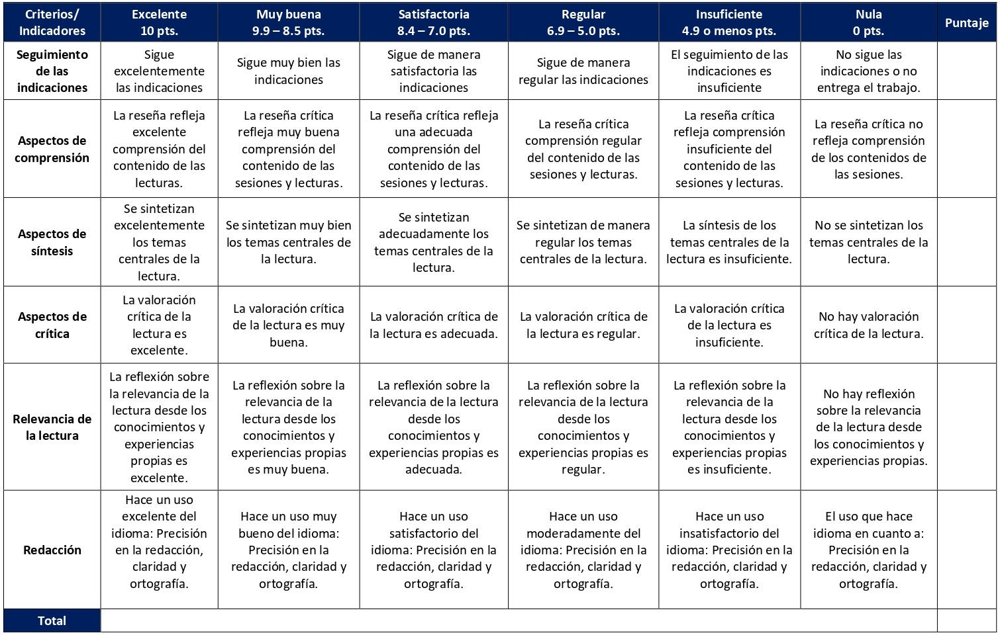 Criterios/
Indicadores
Excelente
10 pts.
Muy buena
9.9 – 8.5 pts.
Satisfactoria
8.4 – 7.0 pts.
Regular
6.9 – 5.0 pts.
Insuficiente
4.9 o menos pts.
Nula
0 pts.
Puntaje
Seguimiento
de las
indicaciones
Sigue
excelentemente
las indicaciones
Sigue muy bien las
indicaciones
Sigue de manera
satisfactoria las
indicaciones
Sigue de manera
regular las indicaciones
El seguimiento de las
indicaciones es
insuficiente
No sigue las
indicaciones o no
entrega el trabajo.
Aspectos de
comprensión
La reseña refleja
excelente
comprensión del
contenido de las
lecturas.
La reseña crítica
refleja muy buena
comprensión del
contenido de las
sesiones y lecturas.
La reseña crítica refleja
una adecuada
comprensión del
contenido de las
sesiones y lecturas.
La reseña crítica
comprensión regular
del contenido de las
sesiones y lecturas.
La reseña crítica
refleja comprensión
insuficiente del
contenido de las
sesiones y lecturas.
La reseña crítica no
refleja comprensión
de los contenidos de
las sesiones.
Aspectos de
síntesis
Se sintetizan
excelentemente
los temas
centrales de la
lectura.
Se sintetizan muy bien
los temas centrales de
la lectura.
Se sintetizan
adecuadamente los
temas centrales de la
lectura.
Se sintetizan de manera
regular los temas
centrales de la lectura.
La síntesis de los
temas centrales de la
lectura es insuficiente.
No se sintetizan los
temas centrales de la
lectura.
Aspectos de
crítica
La valoración
crítica de la
lectura es
excelente.
La valoración crítica
de la lectura es muy
buena.
La valoración crítica de
la lectura es adecuada.
La valoración crítica de
la lectura es regular.
La valoración crítica
de la lectura es
insuficiente.
No hay valoración
crítica de la lectura.
Relevancia de
la lectura
La reflexión sobre
la relevancia de la
lectura desde los
conocimientos y
experiencias
propias es
excelente.
La reflexión sobre la
relevancia de la
lectura desde los
conocimientos y
experiencias propias
es muy buena.
La reflexión sobre la
relevancia de la lectura
desde los
conocimientos y
experiencias propias es
adecuada.
La reflexión sobre la
relevancia de la lectura
desde los
conocimientos y
experiencias propias es
regular.
La reflexión sobre la
relevancia de la
lectura desde los
conocimientos y
experiencias propias
es insuficiente.
No hay reflexión
sobre la relevancia
de la lectura desde
los conocimientos y
experiencias propias.
Redacción
Hace un uso
excelente del
idioma: Precisión
en la redacción,
claridad y
ortografía.
Hace un uso muy
bueno del idioma:
Precisión en la
redacción, claridad y
ortografía.
Hace un uso
satisfactorio del
idioma: Precisión en la
redacción, claridad y
ortografía.
Hace un uso
moderadamente del
idioma: Precisión en la
redacción, claridad y
ortografía.
Hace un uso
insatisfactorio del
idioma: Precisión en la
redacción, claridad y
ortografía.
El uso que hace
idioma en cuanto a:
Precisión en la
redacción, claridad y
ortografía.
Total